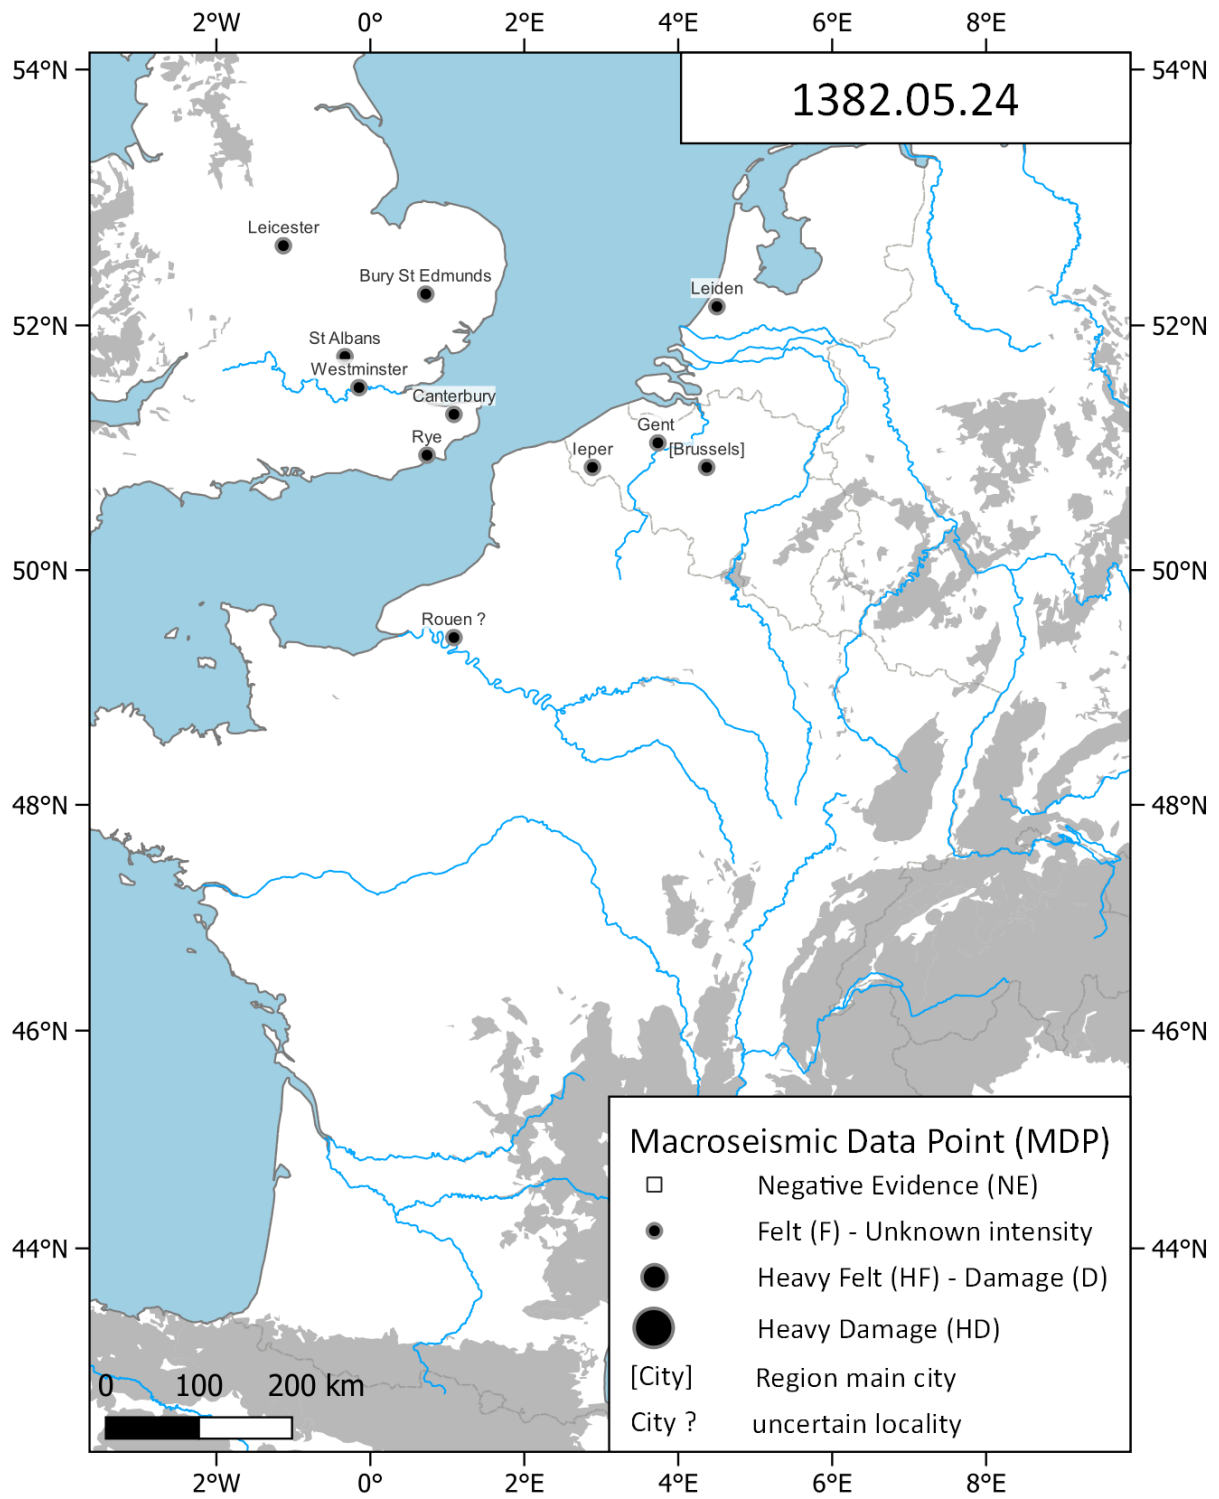 2°W 0° 2°E 4°E 6°E 8°E
54°N 54°N
1382.05.24
Leicester
Bury St Edmunds
Leiden
52°N 52°N
St Albans
Westminster
Canterbury
Gent
Rye
Ieper [Brussels]
50°N 50°N
Rouen ?
48°N 48°N
46°N 46°N
Macroseismic Data Point (MDP)
Negative Evidence (NE)
Felt (F) - Unknown intensity
44°N 44°N
Heavy Felt (HF) - Damage (D)
Heavy Damage (HD)
[City] Region main city
0 100 200 km
City ? uncertain locality
2°W 0° 2°E 4°E 6°E 8°E